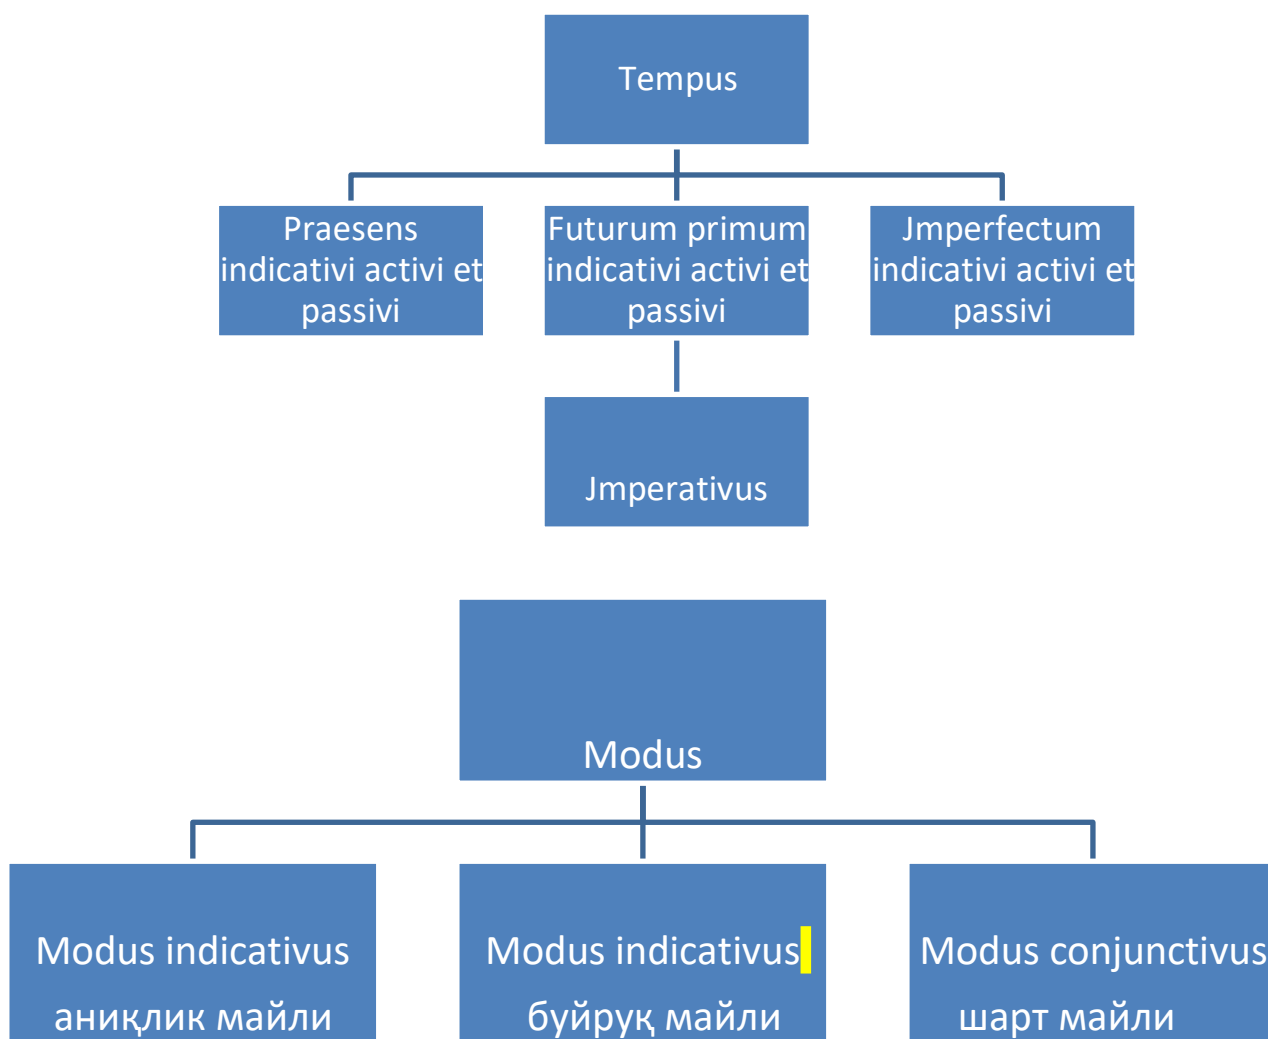 Tempus
Praesens
indicativi activi et
passivi
Futurum primum
indicativi activi et
passivi
Jmperfectum
indicativi activi et
passivi
Jmperativus
Modus
Modus indicativus
аниқлик майли
Modus indicativus
буйруқ майли
Modus conjunctivus
шарт майли